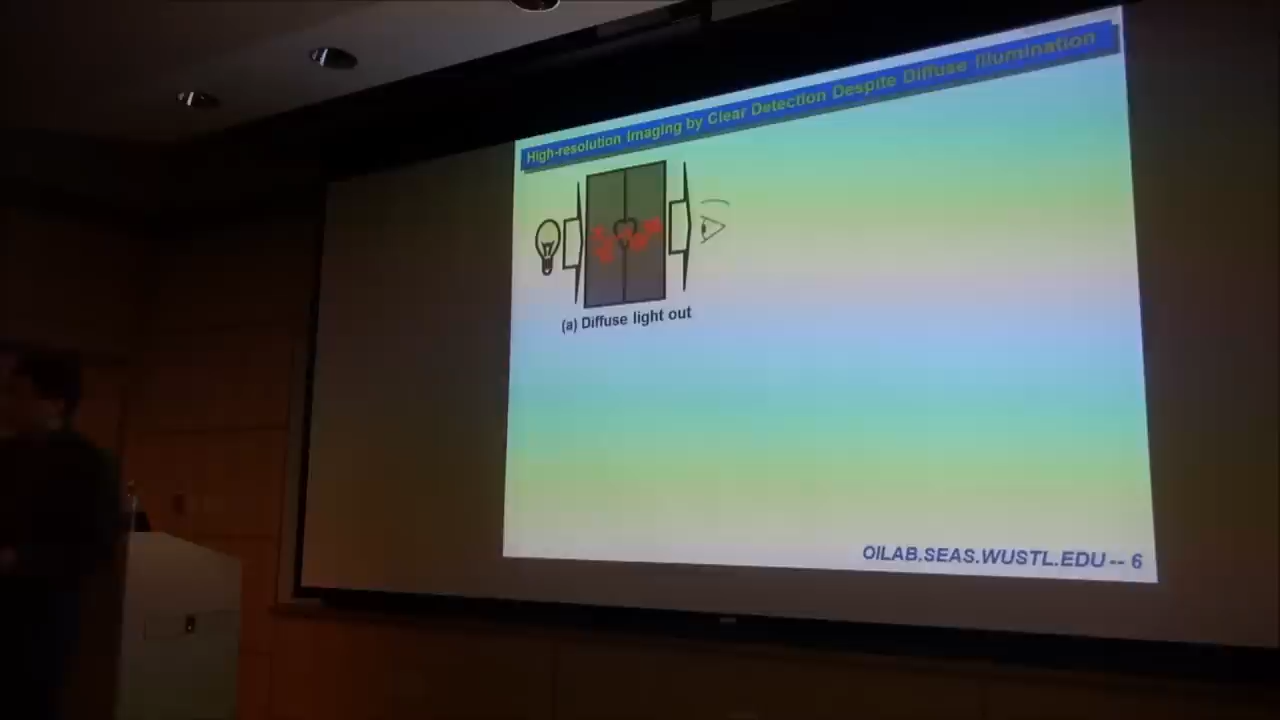 High-resolution Imaging by Clear Detection Despite Diffuse Illumination
(a) Diffuse light out
OILAB.SEAS.WUSTL.EDU -- 6